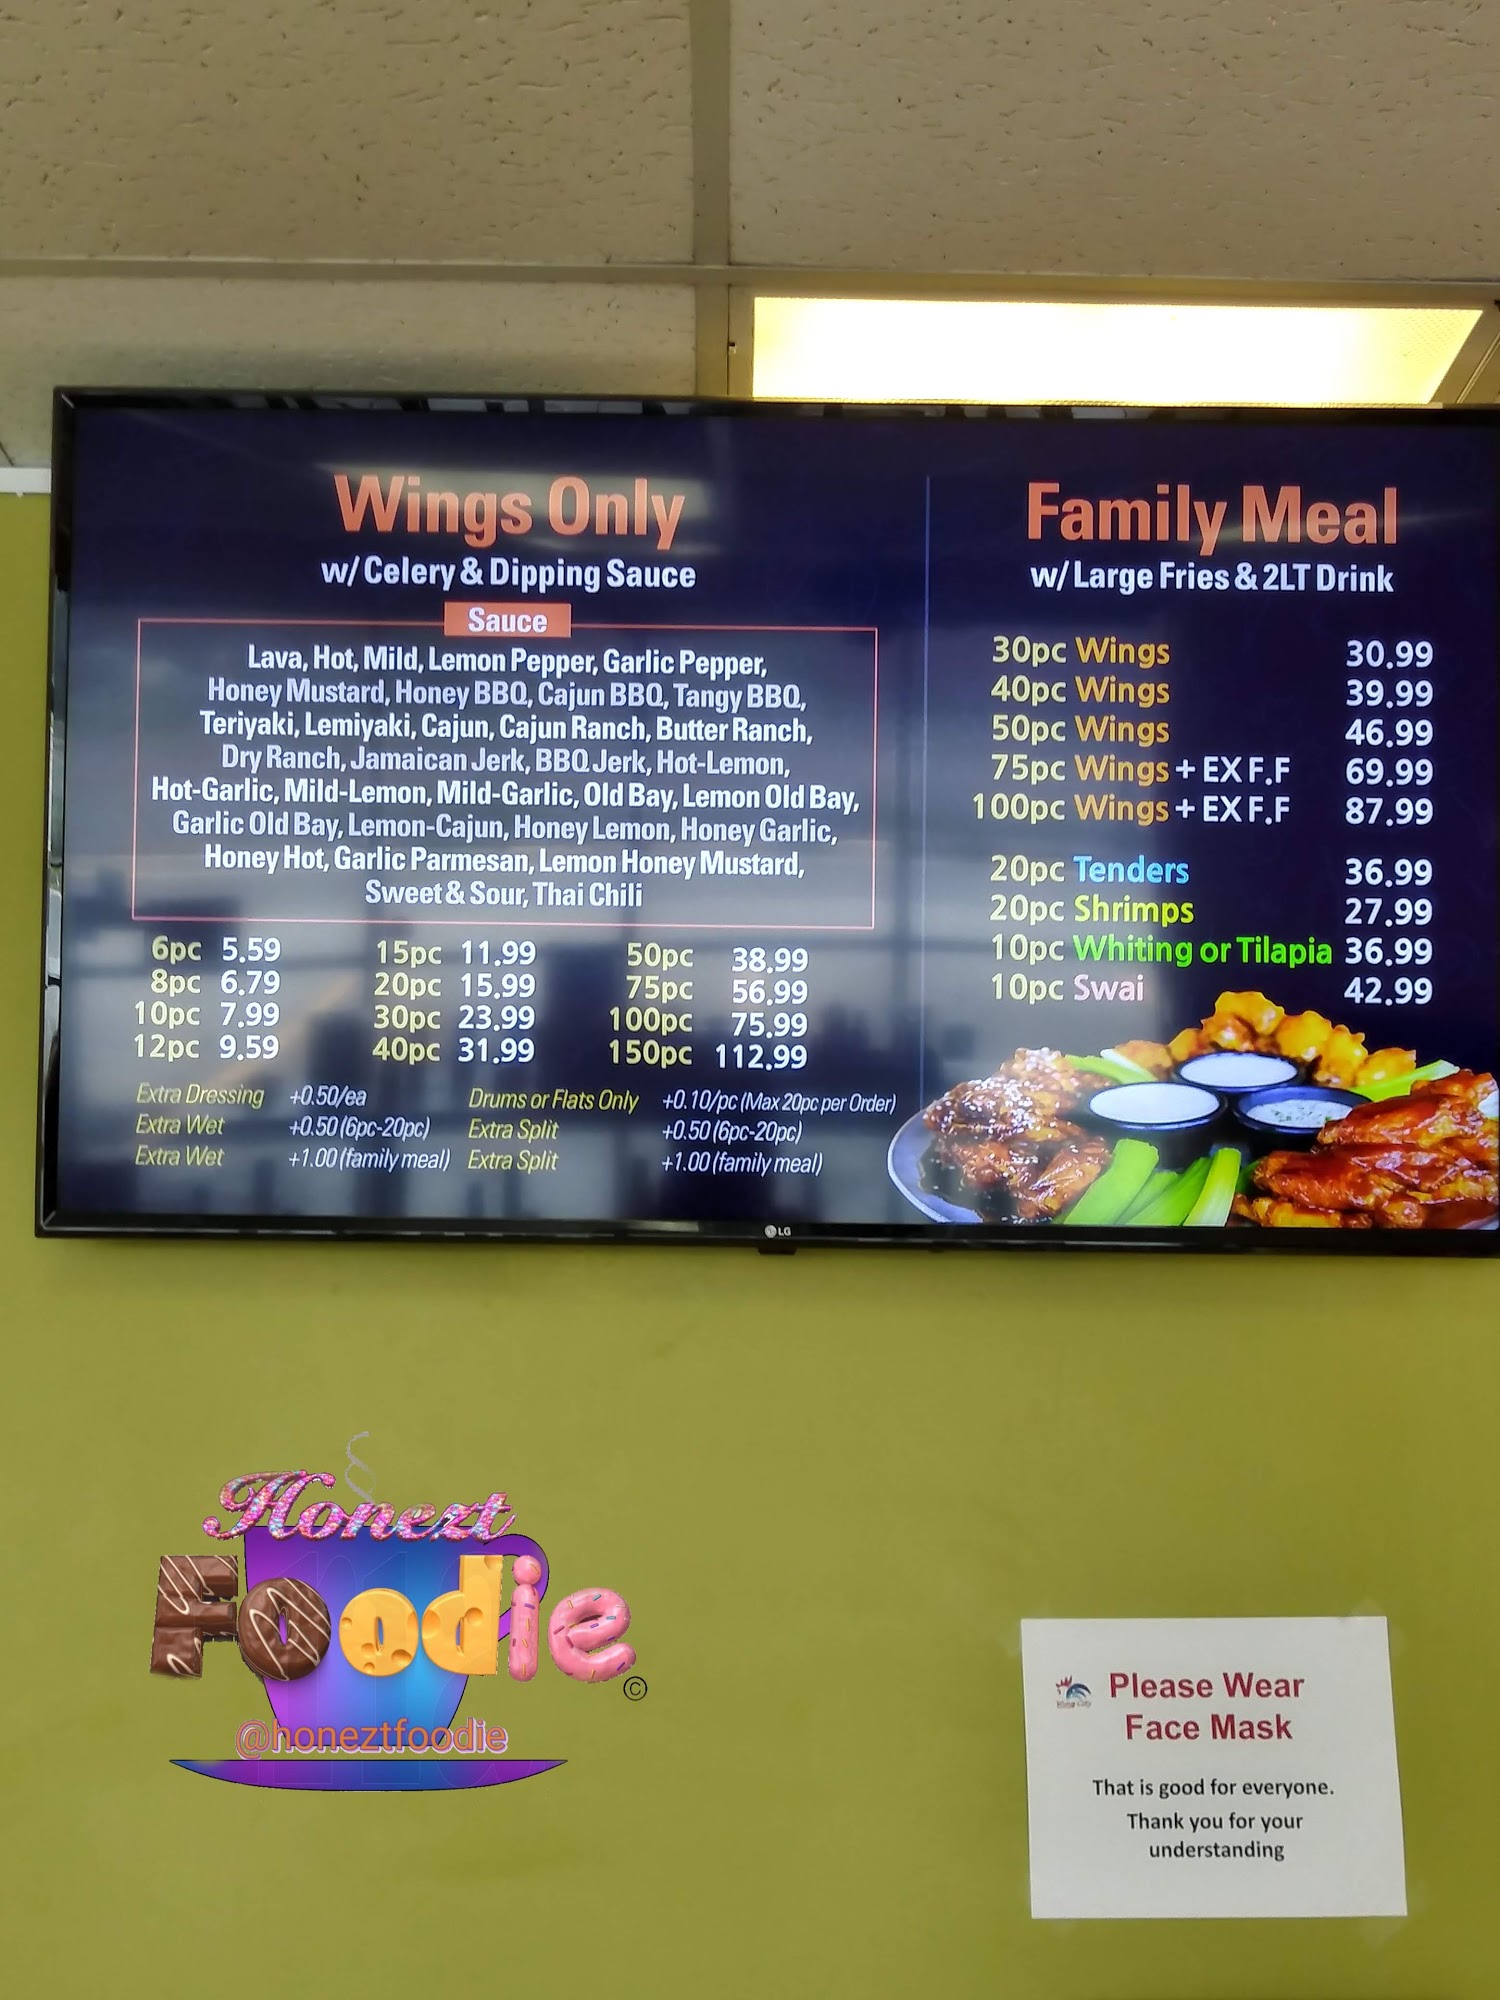 Wings Only
w/ Celery & Dipping Sauce
Sauce
Lava, Hot, Mild, Lemon Pepper, Garlic Pepper,
Honey Mustard, Honey BBQ, Cajun BBQ, Tangy BBQ,
Teriyaki, Lemiyaki, Cajun, Cajun Ranch, Butter Ranch,
Dry Ranch, Jamaican Jerk, BBQ Jerk, Hot-Lemon,
Hot-Garlic, Mild-Lemon, Mild-Garlic, Old Bay, Lemon Old Bay,
Garlic Old Bay, Lemon-Cajun, Honey Lemon, Honey Garlic,
Honey Hot, Garlic Parmesan, Lemon Honey Mustard,
Sweet & Sour, Thai Chili
6pc 5.59 15pc 11.99 50pc 38.99
8pc 6.79 20pc 15.99 75pc 56.99
10pc 7.99 30pc 23.99 100pc 75.99
12pc 9.59 40pc 31.99 150pc 112.99
Extra Dressing +0.50/ea Drums or Flats Only +0.10/pc (Max 20pc per Order)
Extra Wet +0.50 (6pc-20pc) Extra Split +0.50 (6pc-20pc)
Extra Wet +1.00 (family meal) Extra Split +1.00 (family meal)
Family Meal
w/ Large Fries & 2LT Drink
30pc Wings 30.99
40pc Wings 39.99
50pc Wings 46.99
75pc Wings + EX F.F 69.99
100pc Wings + EX F.F 87.99
20pc Tenders 36.99
20pc Shrimps 27.99
10pc Whiting or Tilapia 36.99
10pc Swai 42.99
LG
Honezt
Foodie
©
@honeztfoodie
Please Wear
Face Mask
That is good for everyone.
Thank you for your
understanding